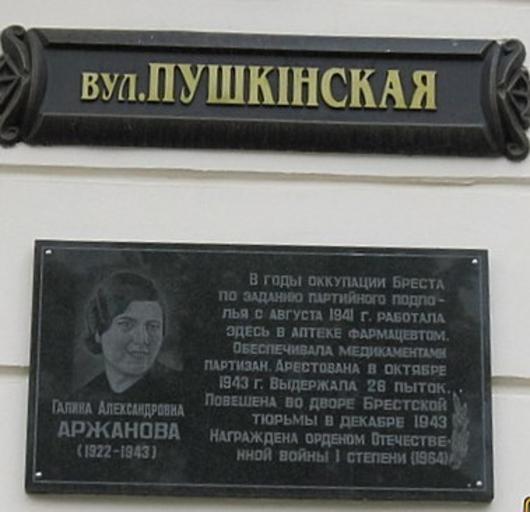 вул.ПУШКІНСКАЯ
В годы оккупации Бреста
по заданию партийного подпо-
лья с августа 1941 г. работала
здесь в аптеке фармацевтом.
Обеспечивала медикаментами
партизан. Арестована в октябре
1943 г. Выдержала 26 пыток.
Повешена во дворе Брестской
тюрьмы в декабре 1943
Награждена орденом Отечестве-
нной войны I степени (1964)
Галина Александровна
АРЖАНОВА
(1922-1943)